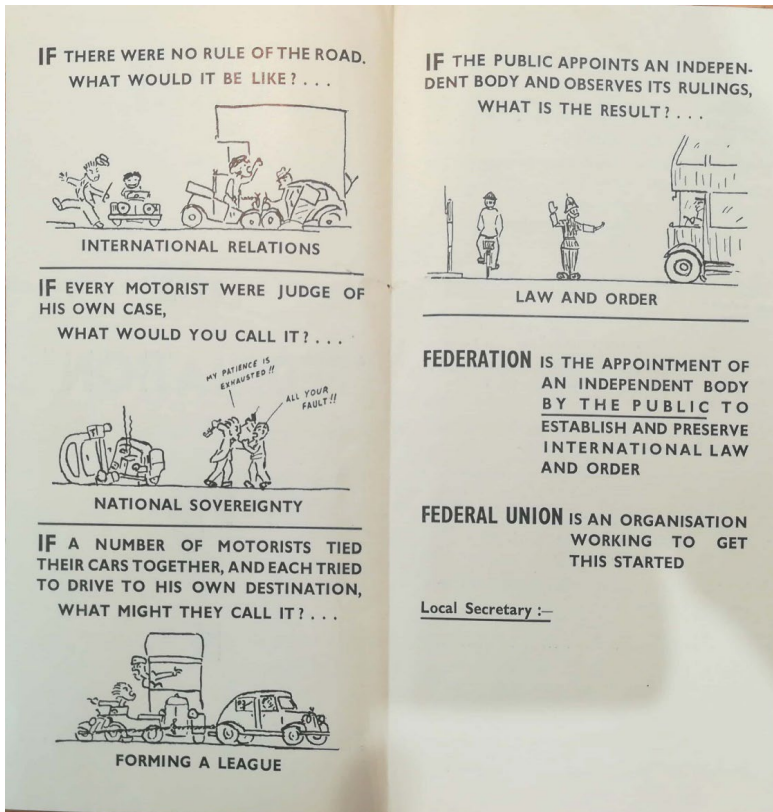 IF THERE WERE NO RULE OF THE ROAD.
WHAT WOULD IT BE LIKE? . . .
INTERNATIONAL RELATIONS
IF EVERY MOTORIST WERE JUDGE OF
HIS OWN CASE,
WHAT WOULD YOU CALL IT? . . .
MY PATIENCE IS
EXHAUSTED!!
ALL YOUR
FAULT!!
NATIONAL SOVEREIGNTY
IF A NUMBER OF MOTORISTS TIED
THEIR CARS TOGETHER, AND EACH TRIED
TO DRIVE TO HIS OWN DESTINATION,
WHAT MIGHT THEY CALL IT? . . .
FORMING A LEAGUE
IF THE PUBLIC APPOINTS AN INDEPEN-
DENT BODY AND OBSERVES ITS RULINGS,
WHAT IS THE RESULT? . . .
LAW AND ORDER
FEDERATION IS THE APPOINTMENT OF
AN INDEPENDENT BODY
BY THE PUBLIC TO
ESTABLISH AND PRESERVE
INTERNATIONAL LAW
AND ORDER
FEDERAL UNION IS AN ORGANISATION
WORKING TO GET
THIS STARTED
Local Secretary :—